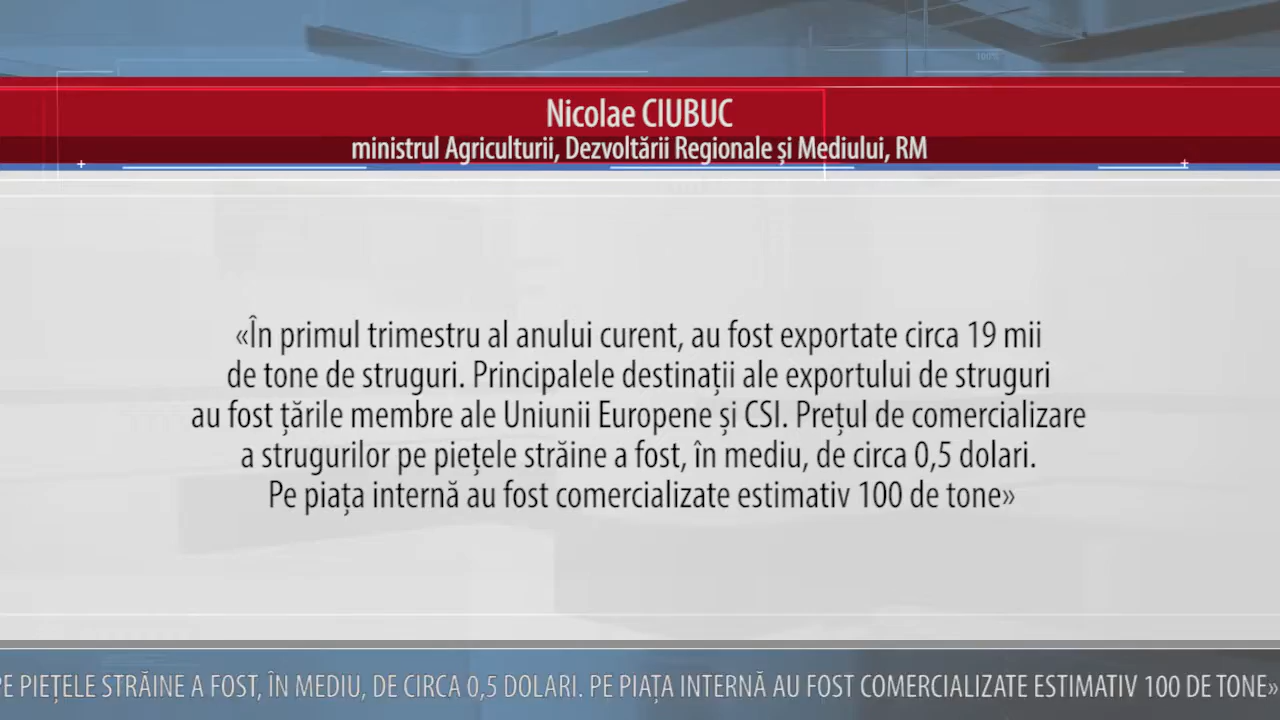 100%
Nicolae CIUBUC
ministrul Agriculturii, Dezvoltării Regionale și Mediului, RM
«În primul trimestru al anului curent, au fost exportate circa 19 mii
de tone de struguri. Principalele destinații ale exportului de struguri
au fost țările membre ale Uniunii Europene și CSI. Prețul de comercializare
a strugurilor pe piețele străine a fost, în mediu, de circa 0,5 dolari.
Pe piața internă au fost comercializate estimativ 100 de tone»
PE PIEȚELE STRĂINE A FOST, ÎN MEDIU, DE CIRCA 0,5 DOLARI. PE PIAȚA INTERNĂ AU FOST COMERCIALIZATE ESTIMATIV 100 DE TONE»